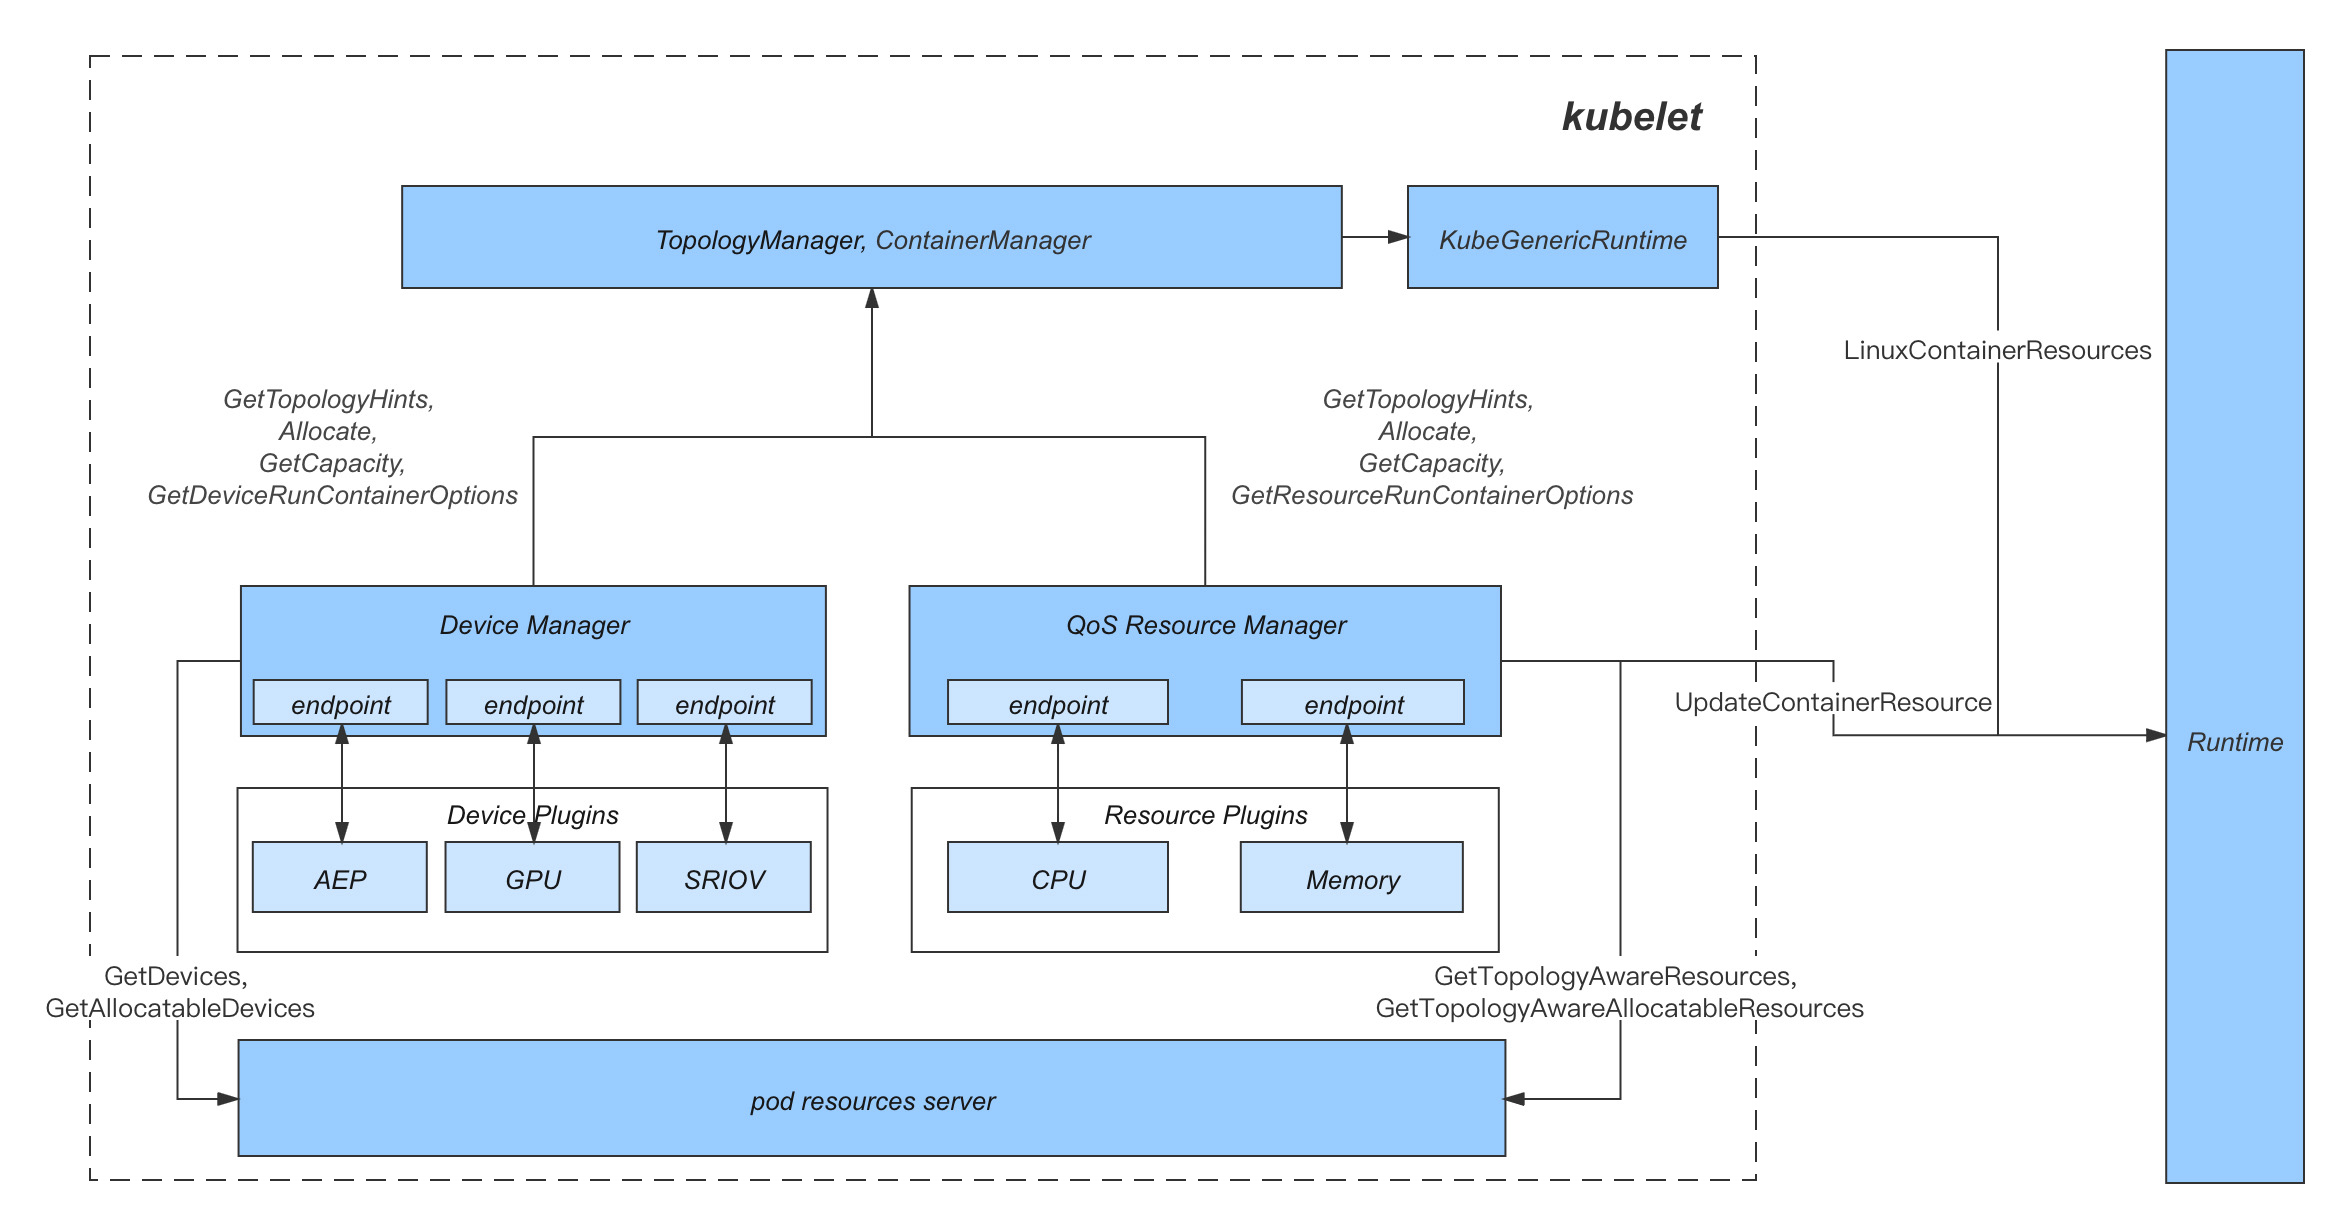 kubelet
TopologyManager, ContainerManager
KubeGenericRuntime
LinuxContainerResources
GetTopologyHints,
Allocate,
GetCapacity,
GetDeviceRunContainerOptions
GetTopologyHints,
Allocate,
GetCapacity,
GetResourceRunContainerOptions
Device Manager
endpoint
endpoint
endpoint
QoS Resource Manager
endpoint
endpoint
UpdateContainerResource
Runtime
Device Plugins
AEP
GPU
SRIOV
Resource Plugins
CPU
Memory
GetDevices,
GetAllocatableDevices
GetTopologyAwareResources,
GetTopologyAwareAllocatableResources
pod resources server